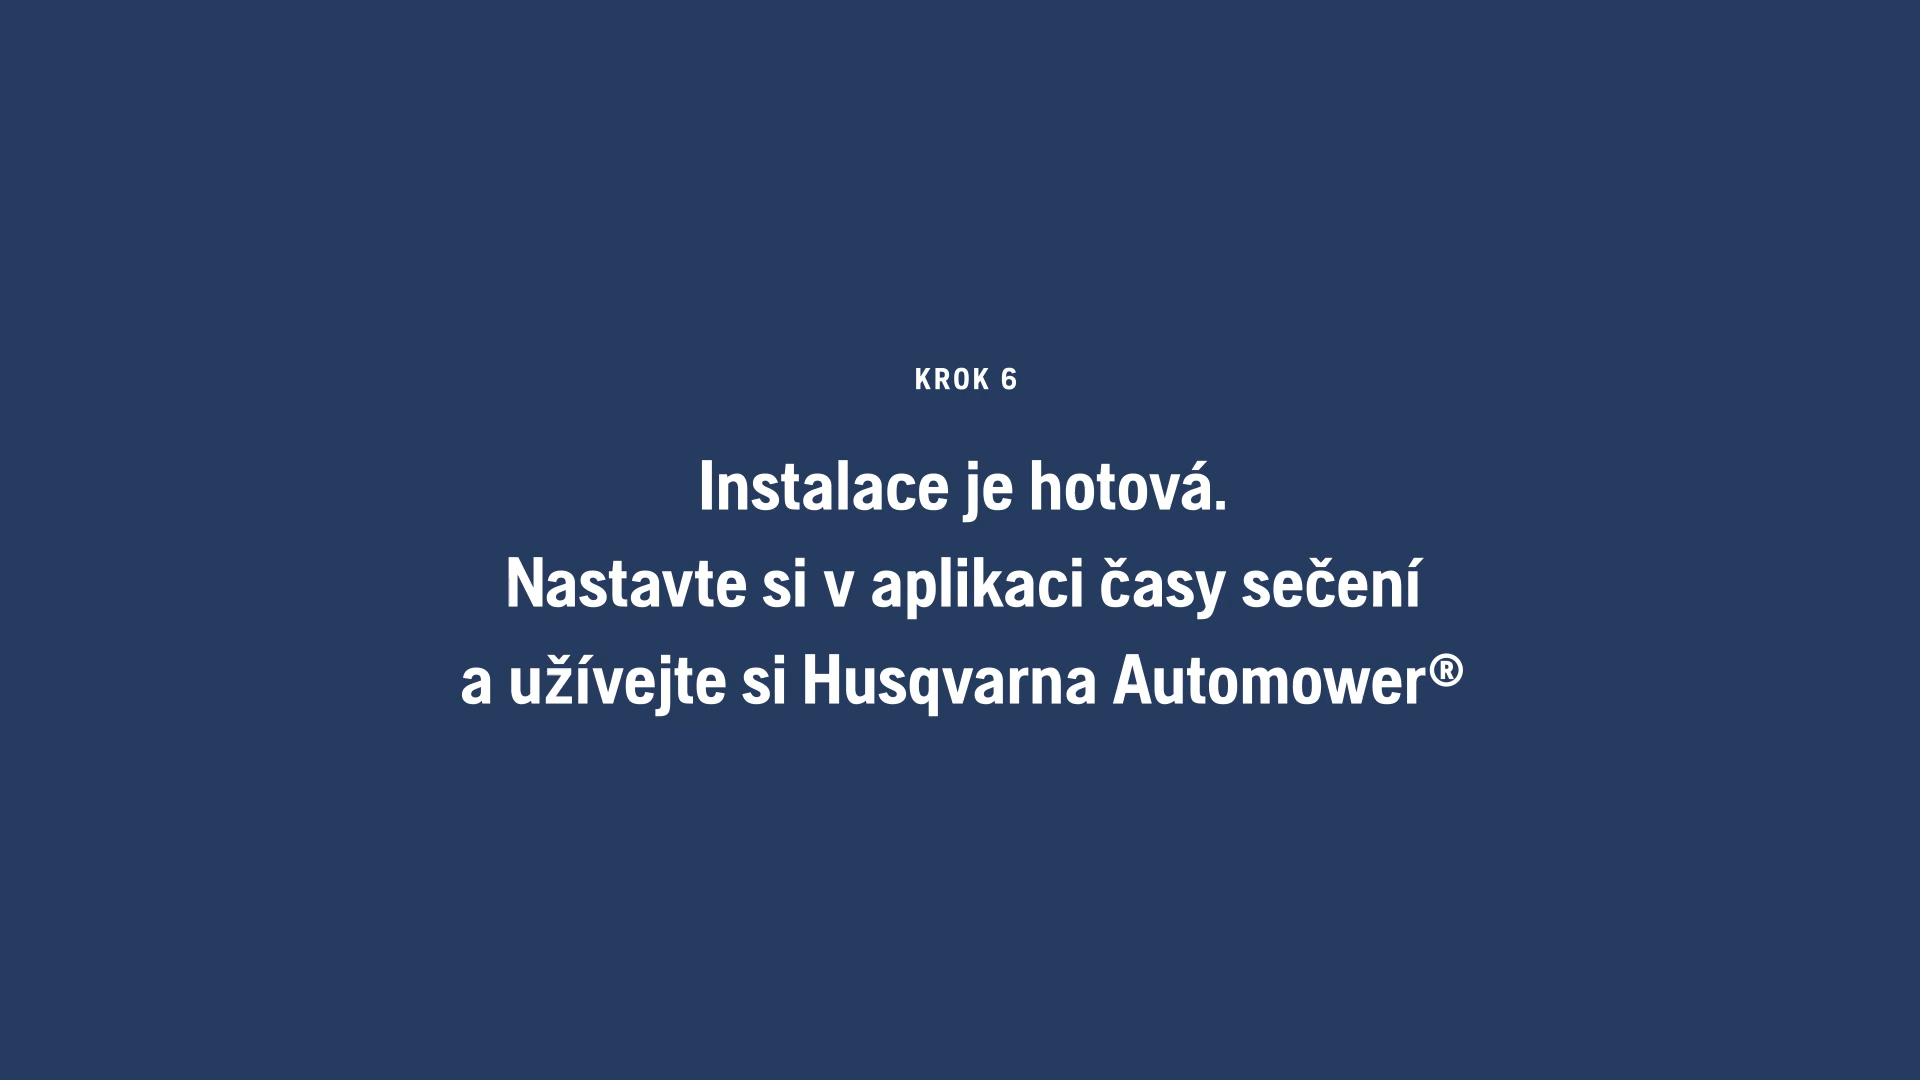 KROK 6
Instalace je hotová.
Nastavte si v aplikaci časy sečení
a užívejte si Husqvarna Automower®